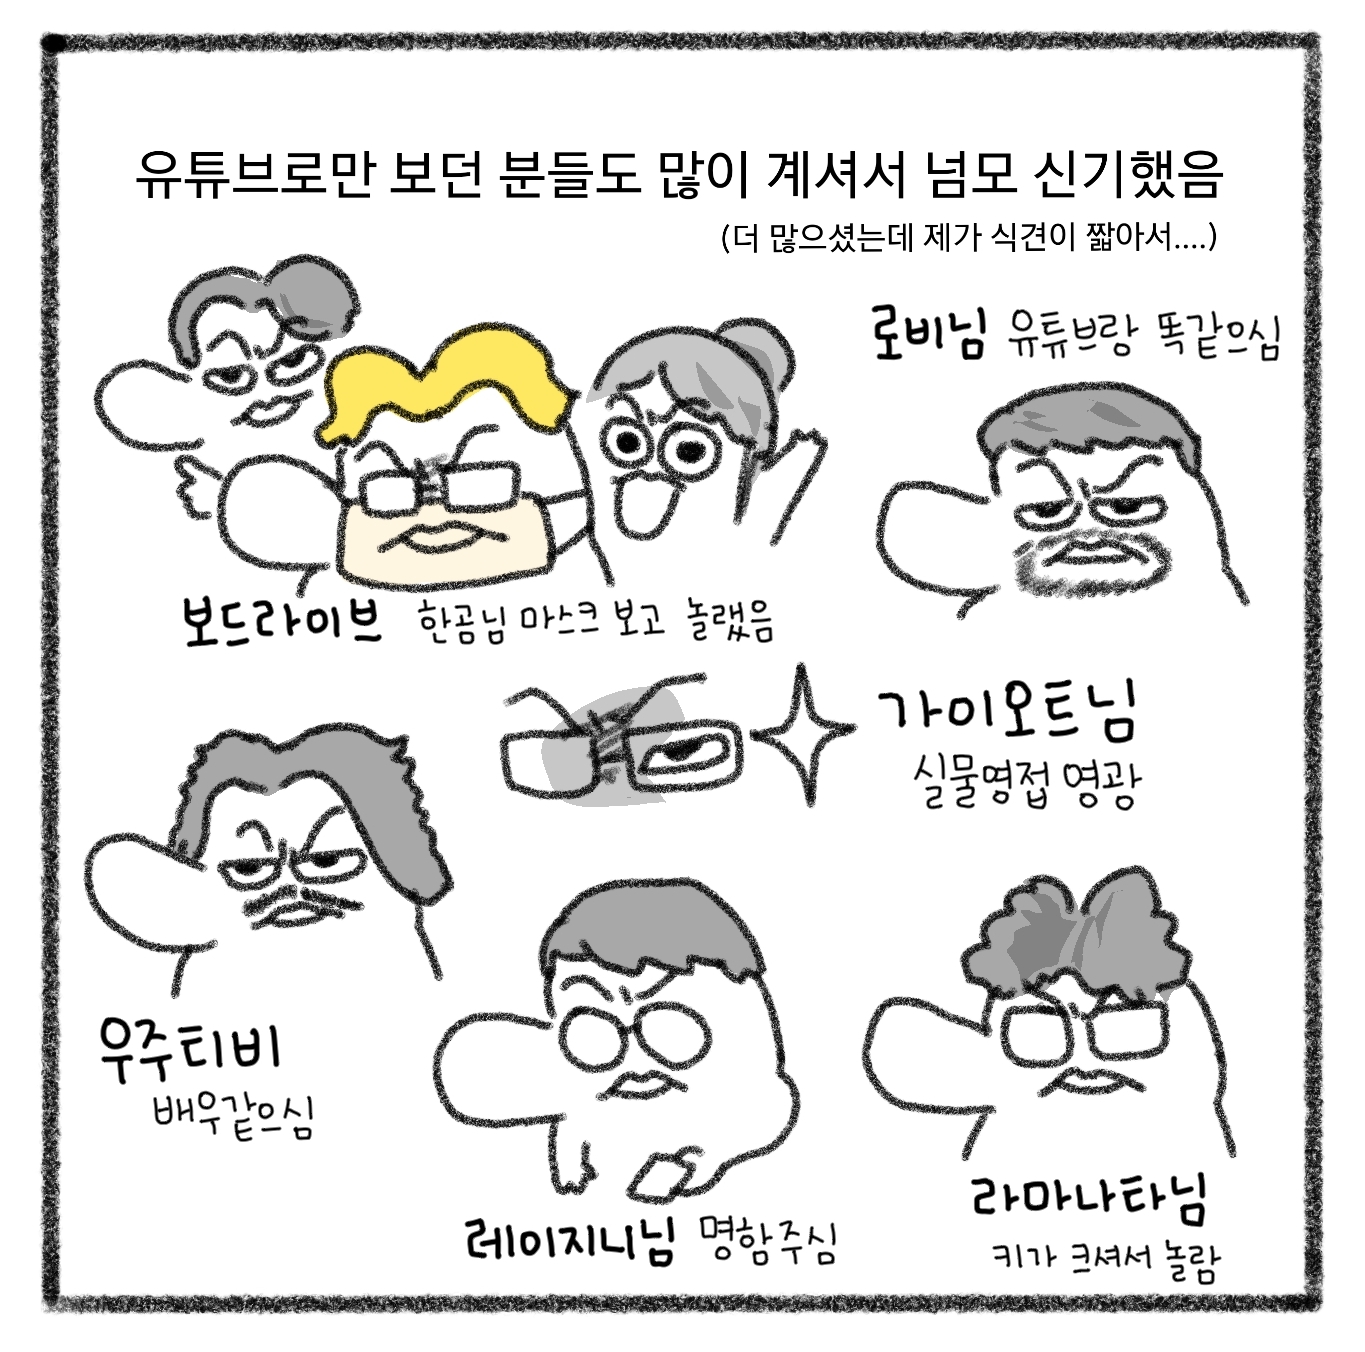 유튜브로만 보던 분들도 많이 계셔서 넘모 신기했음
(더 많으셨는데 제가 식견이 짧아서....)
로비님 유튜브랑 똑같으심
보드라이브 한곰님 마스크 보고 놀랬음
가이오트님
실물명접 영광
우주티비
배우같으심
레이지니님 명함주심
라마나타님
키가 크셔서 놀람